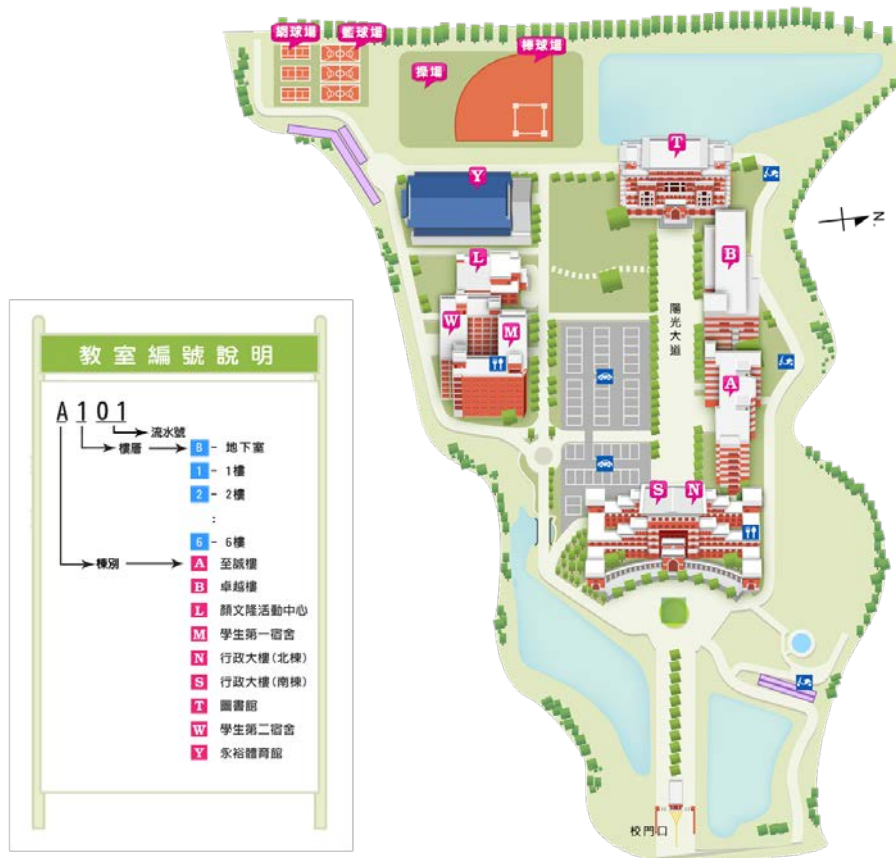 網球場
籃球場
棒球場
操場
T
Y
N.
B
L
W
M
陽光大道
A
S
N
校門口
教室編號說明
A101
流水號
樓層
B - 地下室
1 - 1樓
2 - 2樓
:
6 - 6樓
棟別
A 至誠樓
B 卓越樓
L 顏文隆活動中心
M 學生第一宿舍
N 行政大樓(北棟)
S 行政大樓(南棟)
T 圖書館
W 學生第二宿舍
Y 永裕體育館